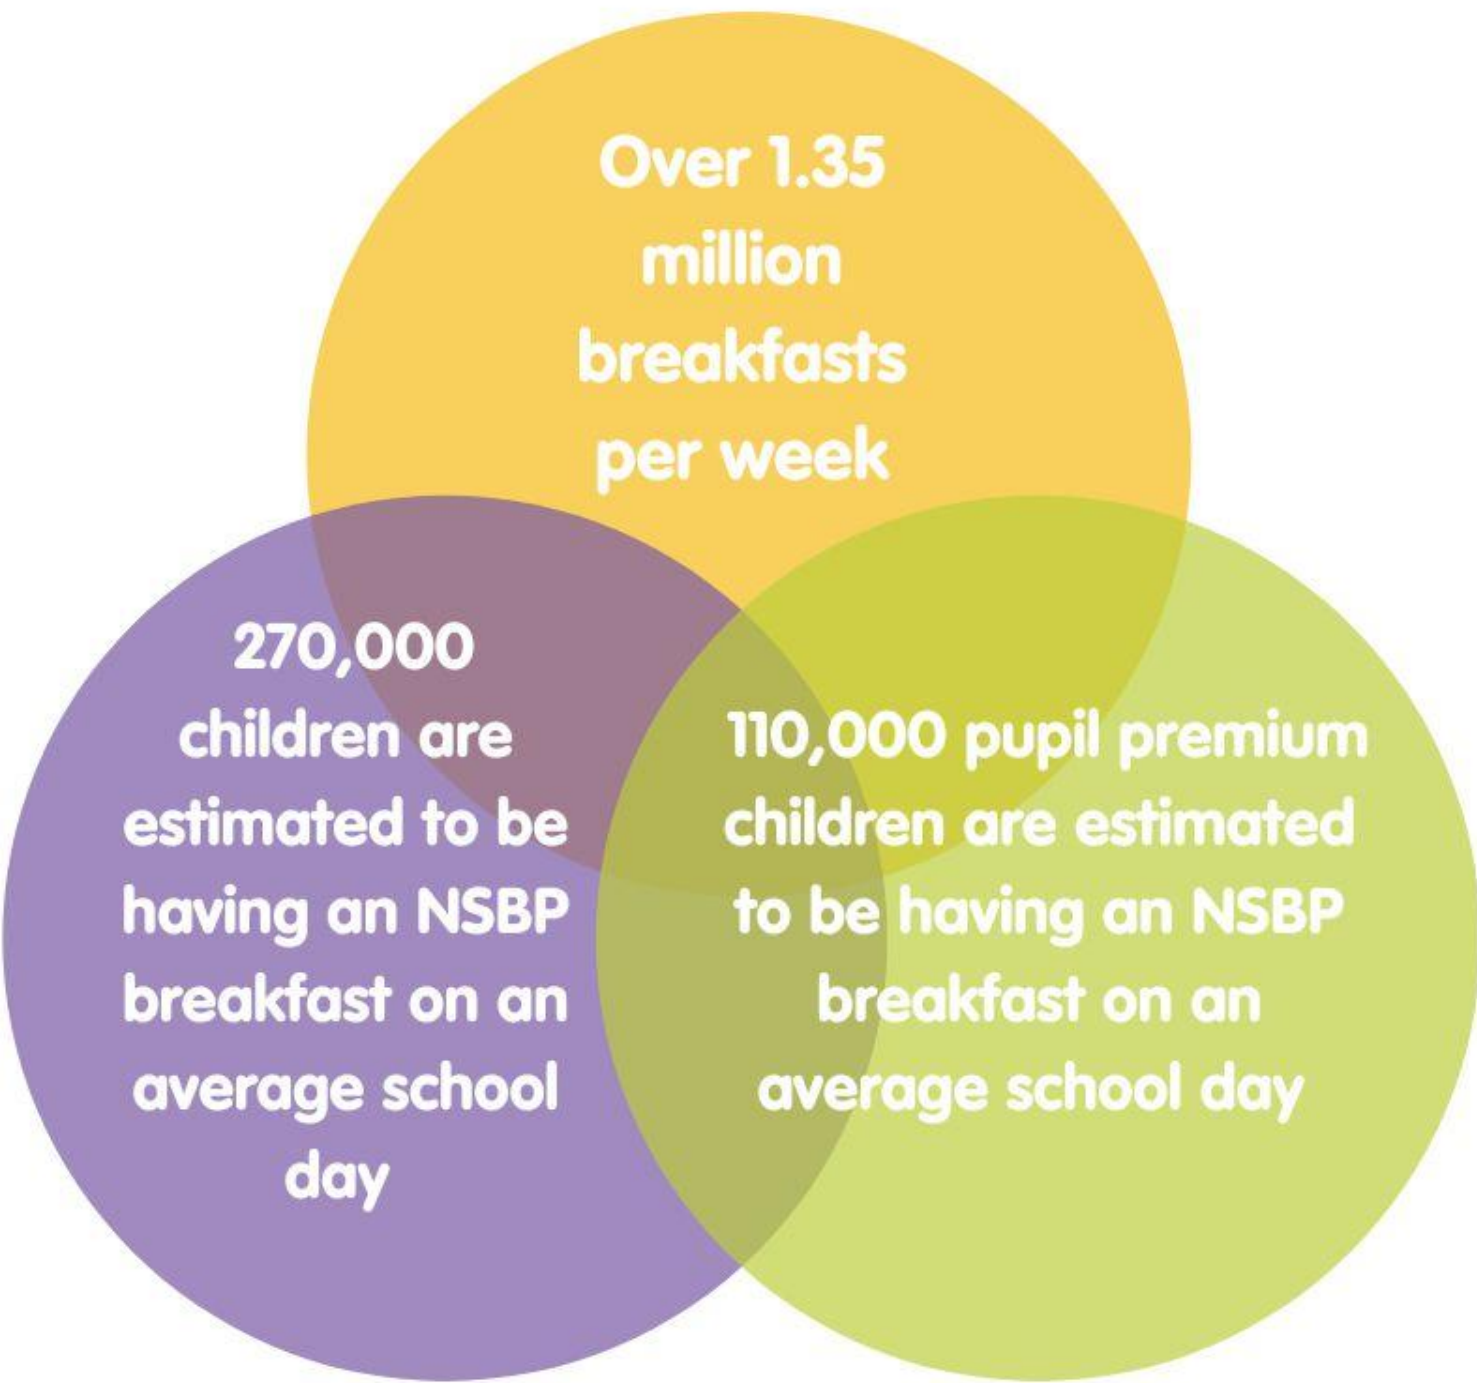 Over 1.35
million
breakfasts
per week
270,000
children are
estimated to be
having an NSBP
breakfast on an
average school
day
110,000 pupil premium
children are estimated
to be having an NSBP
breakfast on an
average school day